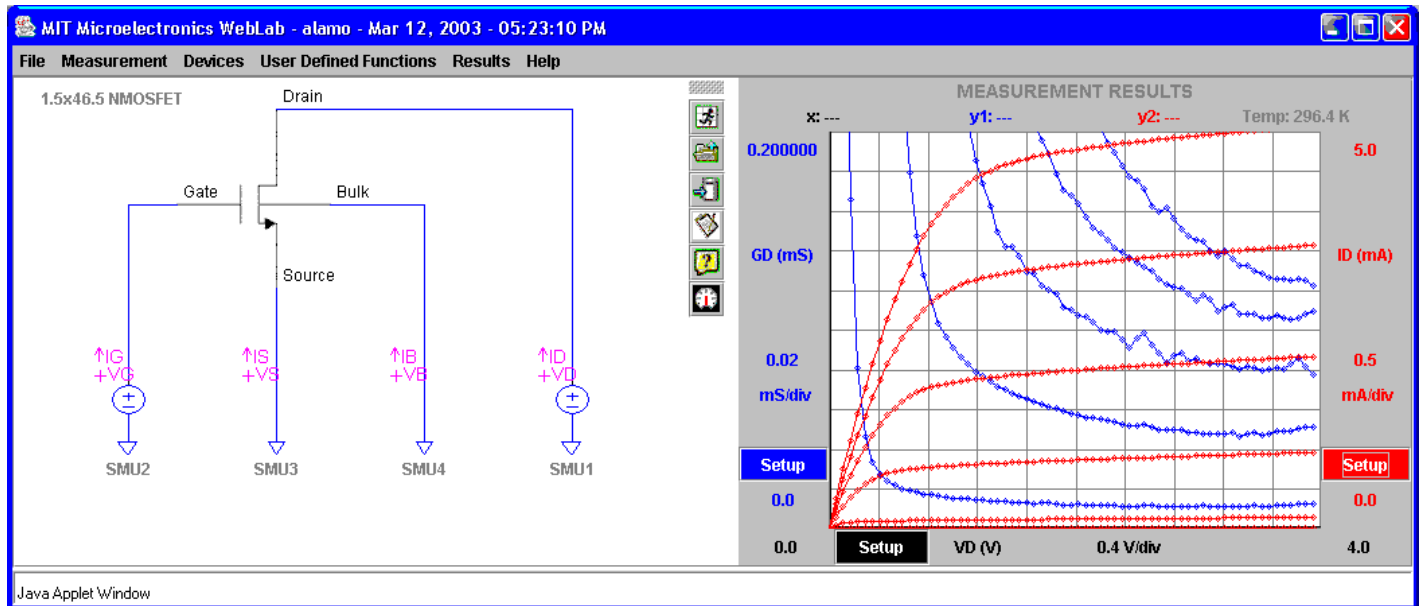 MIT Microelectronics WebLab - alamo - Mar 12, 2003 - 05:23:10 PM
File Measurement Devices User Defined Functions Results Help
1.5x46.5 NMOSFET
Drain
Gate
Bulk
Source
↑IG
+VG
↑IS
+VS
↑IB
+VB
↑ID
+VD
SMU2
SMU3
SMU4
SMU1
MEASUREMENT RESULTS
x: --- y1: --- y2: --- Temp: 296.4 K
0.200000
GD (mS)
0.02
mS/div
Setup
0.0
5.0
ID (mA)
0.5
mA/div
Setup
0.0
0.0 Setup VD (V) 0.4 V/div 4.0
Java Applet Window